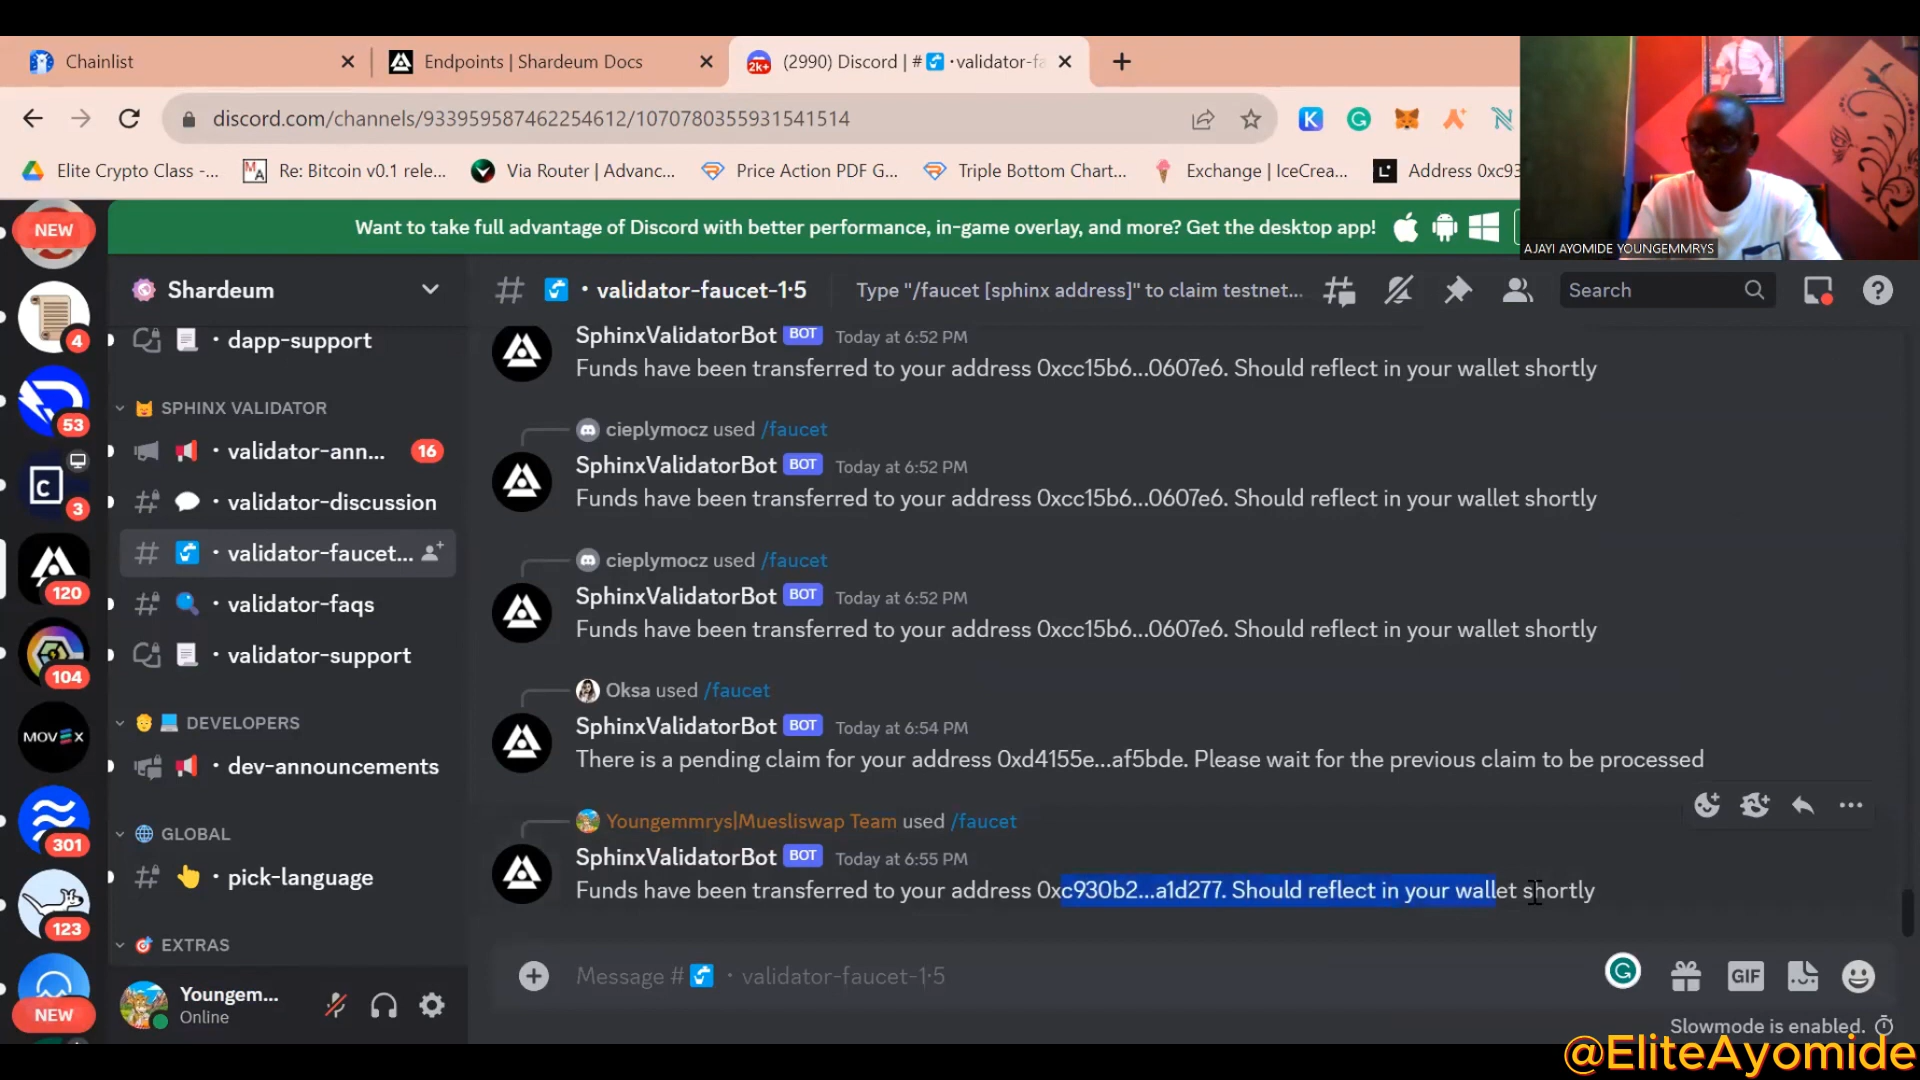 Chainlist
Endpoints | Shardeum Docs
(2990) Discord | # · validator-fa
2k+
discord.com/channels/933959587462254612/1070780355931541514
Elite Crypto Class -...
Re: Bitcoin v0.1 rele...
Via Router | Advanc...
Price Action PDF G...
Triple Bottom Chart...
Exchange | IceCrea...
Address 0xc93
AJAYI AYOMIDE YOUNGEMMRYS
Want to take full advantage of Discord with better performance, in-game overlay, and more? Get the desktop app!
NEW
4
53
C
3
120
104
MOVEX
301
123
NEW
Shardeum
dapp-support
SPHINX VALIDATOR
validator-ann...
16
validator-discussion
validator-faucet...
validator-faqs
validator-support
DEVELOPERS
dev-announcements
GLOBAL
pick-language
EXTRAS
Youngem...
Online
# · validator-faucet-1·5
Type "/faucet [sphinx address]" to claim testnet...
Search
SphinxValidatorBot BOT Today at 6:52 PM
Funds have been transferred to your address 0xcc15b6...0607e6. Should reflect in your wallet shortly
cieplymocz used /faucet
SphinxValidatorBot BOT Today at 6:52 PM
Funds have been transferred to your address 0xcc15b6...0607e6. Should reflect in your wallet shortly
cieplymocz used /faucet
SphinxValidatorBot BOT Today at 6:52 PM
Funds have been transferred to your address 0xcc15b6...0607e6. Should reflect in your wallet shortly
Oksa used /faucet
SphinxValidatorBot BOT Today at 6:54 PM
There is a pending claim for your address 0xd4155e...af5bde. Please wait for the previous claim to be processed
Youngemmrys|Muesliswap Team used /faucet
SphinxValidatorBot BOT Today at 6:55 PM
Funds have been transferred to your address 0xc930b2...a1d277. Should reflect in your wallet shortly
Message # · validator-faucet-1·5
GIF
Slowmode is enabled.
@EliteAyomide